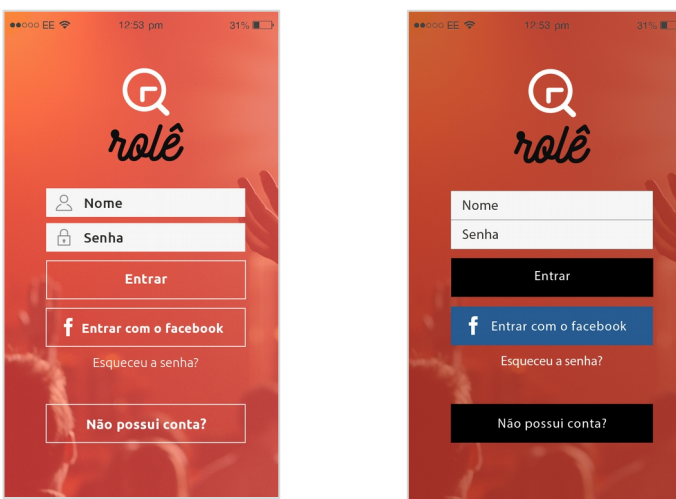 EE 12:53 pm 31%
rolê
Nome
Senha
Entrar
f Entrar com o facebook
Esqueceu a senha?
Não possui conta?
EE 12:53 pm 31%
rolê
Nome
Senha
Entrar
f Entrar com o facebook
Esqueceu a senha?
Não possui conta?